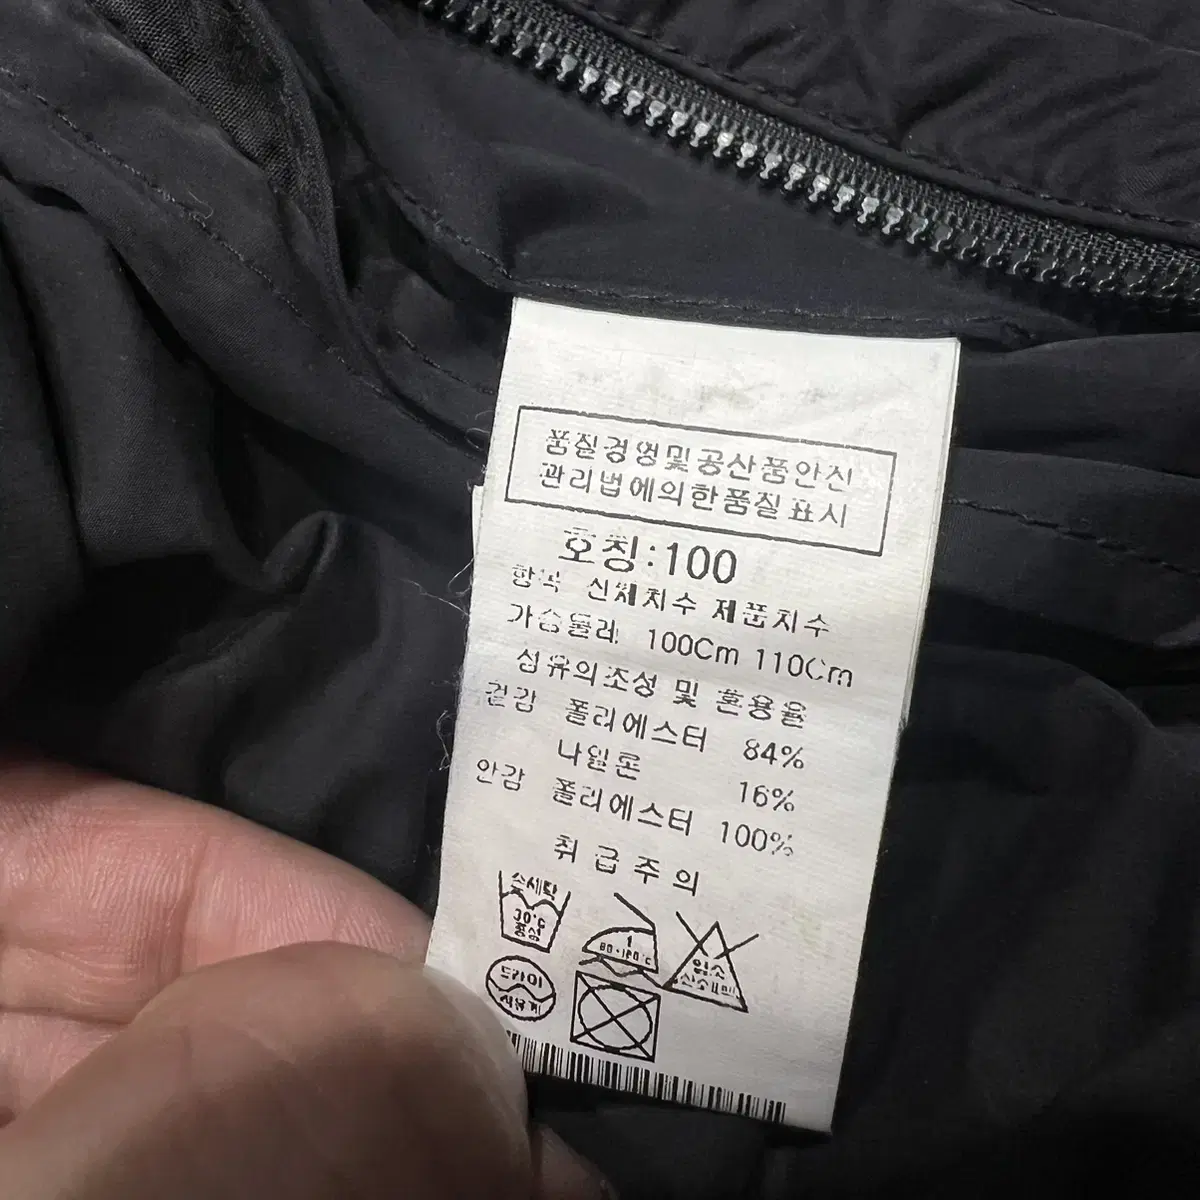 품질경영및공산품안신
관리법에의한품질표시
호칭:100
항목 신체치수 제품치수
가슴둘레 100Cm 110Cm
섬유의조성 및 혼용율
겉감 폴리에스터 84%
나일론 16%
안감 폴리에스터 100%
취급주의
손세탁
30°C
중성
1
80-120°C
염소
산소표백
드라이
석유계